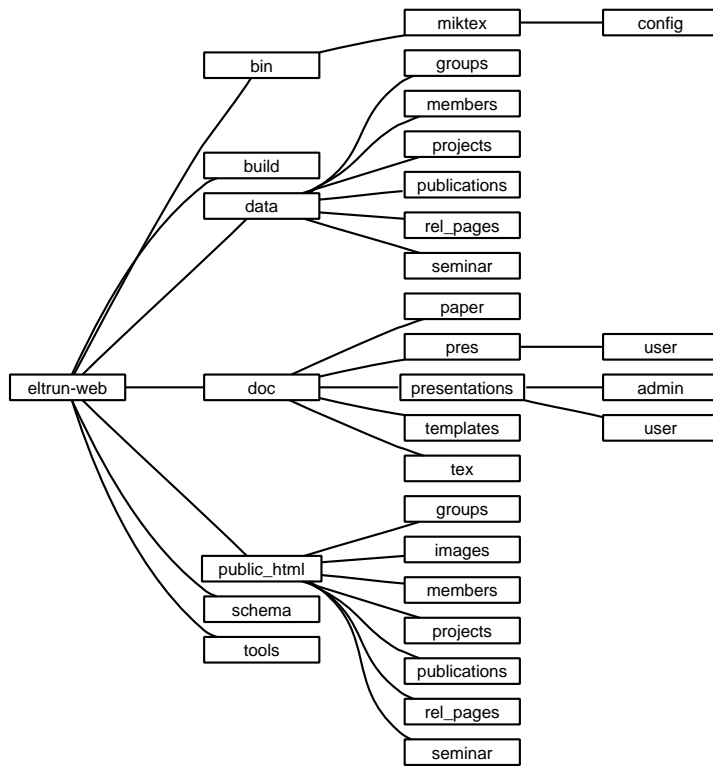 miktex
config
bin
groups
members
projects
build
publications
data
rel_pages
seminar
paper
pres
user
eltrun-web
doc
presentations
admin
templates
user
tex
groups
images
public_html
members
schema
projects
tools
publications
rel_pages
seminar